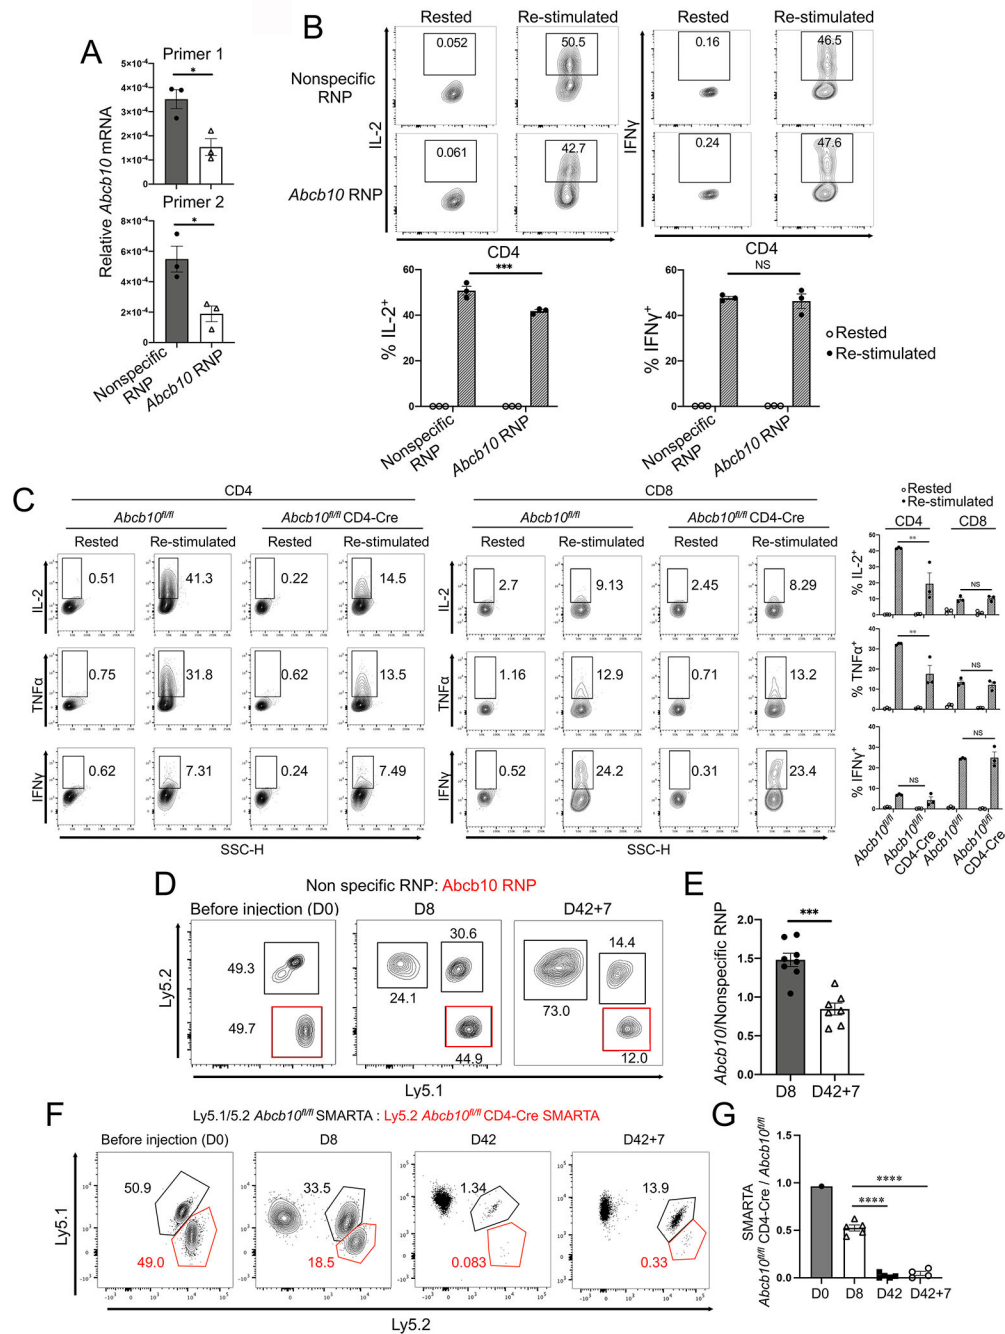 A
Primer 1
5×10⁻⁴
4×10⁻⁴
3×10⁻⁴
2×10⁻⁴
1×10⁻⁴
0
*
Primer 2
8×10⁻⁴
6×10⁻⁴
4×10⁻⁴
2×10⁻⁴
0
*
Relative Abcb10 mRNA
Nonspecific
RNP
Abcb10 RNP
B
Rested Re-stimulated Rested Re-stimulated
Nonspecific
RNP
0.052 50.5 0.16 46.5
Abcb10 RNP
0.061 42.7 0.24 47.6
IL-2
IFNγ
CD4 CD4
60
40
20
0
% IL-2⁺
***
Nonspecific
RNP
Abcb10 RNP
60
40
20
0
% IFNγ⁺
NS
Nonspecific
RNP
Abcb10 RNP
Rested
Re-stimulated
C
CD4 CD8
Abcb10fl/fl Abcb10fl/fl CD4-Cre Abcb10fl/fl Abcb10fl/fl CD4-Cre
Rested Re-stimulated Rested Re-stimulated Rested Re-stimulated Rested Re-stimulated
IL-2 0.51 41.3 0.22 14.5 IL-2 2.7 9.13 2.45 8.29
TNFα 0.75 31.8 0.62 13.5 TNFα 1.16 12.9 0.71 13.2
IFNγ 0.62 7.31 0.24 7.49 IFNγ 0.52 24.2 0.31 23.4
SSC-H SSC-H
Rested
Re-stimulated
CD4 CD8
% IL-2⁺
50
40
30
20
10
0
** NS
% TNFα⁺
30
20
10
0
** NS
% IFNγ⁺
40
30
20
10
0
NS NS
Abcb10fl/fl
Abcb10fl/fl
CD4-Cre
Abcb10fl/fl
Abcb10fl/fl
CD4-Cre
D
Non specific RNP: Abcb10 RNP
Before injection (D0) D8 D42+7
49.3
49.7
30.6
24.1
44.9
14.4
73.0
12.0
Ly5.2
Ly5.1
E
Abcb10/Nonspecific RNP
2.0
1.5
1.0
0.5
0.0
***
D8 D42+7
F
Ly5.1/5.2 Abcb10fl/fl SMARTA : Ly5.2 Abcb10fl/fl CD4-Cre SMARTA
Before injection (D0) D8 D42 D42+7
50.9 33.5 1.34 13.9
49.0 18.5 0.083 0.33
Ly5.1
Ly5.2
G
SMARTA
Abcb10fl/fl CD4-Cre / Abcb10fl/fl
1.5
1.0
0.5
0.0
****
****
D0 D8 D42 D42+7